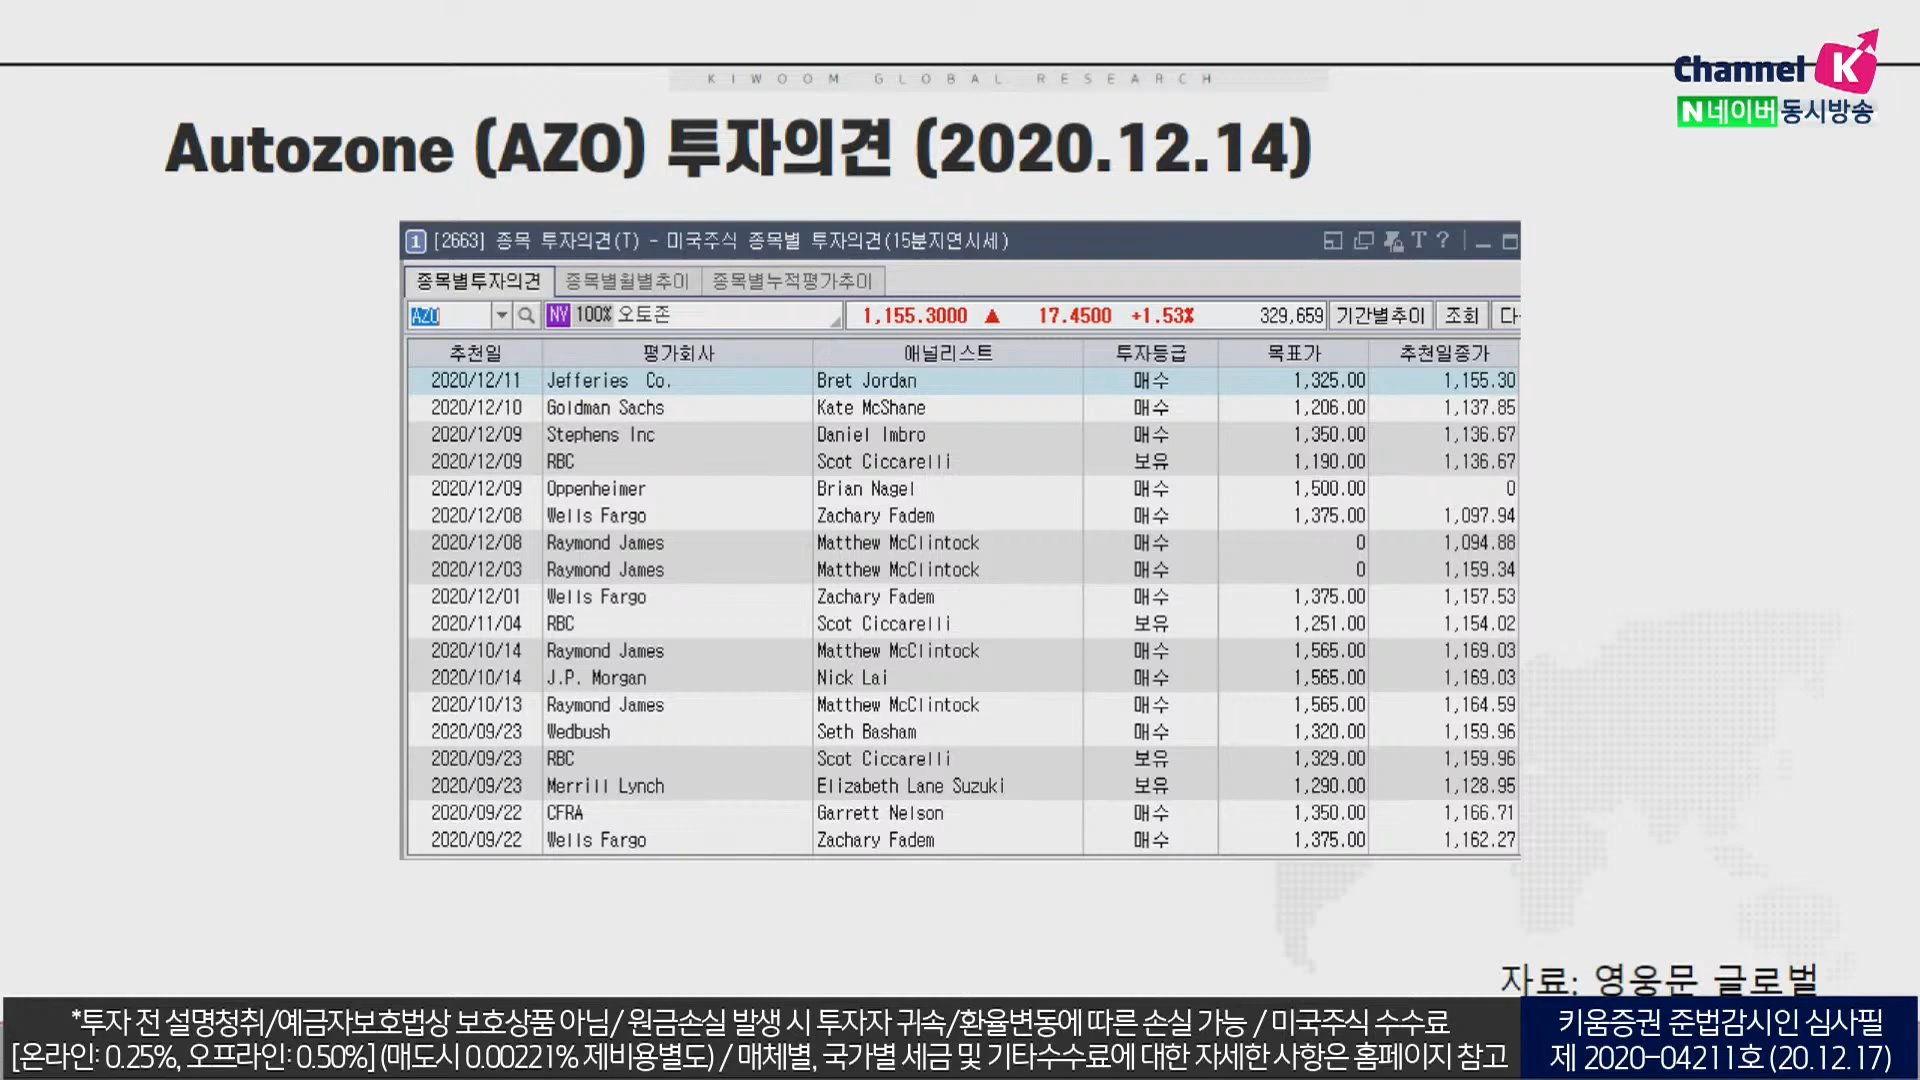 KIWOOM GLOBAL RESEARCH
Channel K
N네이버동시방송
Autozone (AZO) 투자의견 (2020.12.14)
1 [2663] 종목 투자의견(T) - 미국주식 종목별 투자의견(15분지연시세)
종목별투자의견 종목별월별추이 종목별누적평가추이
AZO NY 100% 오토존 1,155.3000 ▲ 17.4500 +1.53% 329,659 기간별추이 조회 다
추천일 평가회사 애널리스트 투자등급 목표가 추천일종가
2020/12/11 Jefferies Co. Bret Jordan 매수 1,325.00 1,155.30
2020/12/10 Goldman Sachs Kate McShane 매수 1,206.00 1,137.85
2020/12/09 Stephens Inc Daniel Imbro 매수 1,350.00 1,136.67
2020/12/09 RBC Scot Ciccarelli 보유 1,190.00 1,136.67
2020/12/09 Oppenheimer Brian Nagel 매수 1,500.00 0
2020/12/08 Wells Fargo Zachary Fadem 매수 1,375.00 1,097.94
2020/12/08 Raymond James Matthew McClintock 매수 0 1,094.88
2020/12/03 Raymond James Matthew McClintock 매수 0 1,159.34
2020/12/01 Wells Fargo Zachary Fadem 매수 1,375.00 1,157.53
2020/11/04 RBC Scot Ciccarelli 보유 1,251.00 1,154.02
2020/10/14 Raymond James Matthew McClintock 매수 1,565.00 1,169.03
2020/10/14 J.P. Morgan Nick Lai 매수 1,565.00 1,169.03
2020/10/13 Raymond James Matthew McClintock 매수 1,565.00 1,164.59
2020/09/23 Wedbush Seth Basham 매수 1,320.00 1,159.96
2020/09/23 RBC Scot Ciccarelli 보유 1,329.00 1,159.96
2020/09/23 Merrill Lynch Elizabeth Lane Suzuki 보유 1,290.00 1,128.95
2020/09/22 CFRA Garrett Nelson 매수 1,350.00 1,166.71
2020/09/22 Wells Fargo Zachary Fadem 매수 1,375.00 1,162.27
자료: 영웅문 글로벌
*투자 전 설명청취/예금자보호법상 보호상품 아님/ 원금손실 발생 시 투자자 귀속/환율변동에 따른 손실 가능 / 미국주식 수수료
[온라인: 0.25%, 오프라인: 0.50%] (매도시 0.00221% 제비용별도) / 매체별, 국가별 세금 및 기타수수료에 대한 자세한 사항은 홈페이지 참고
키움증권 준법감시인 심사필
제 2020-04211호 (20.12.17)